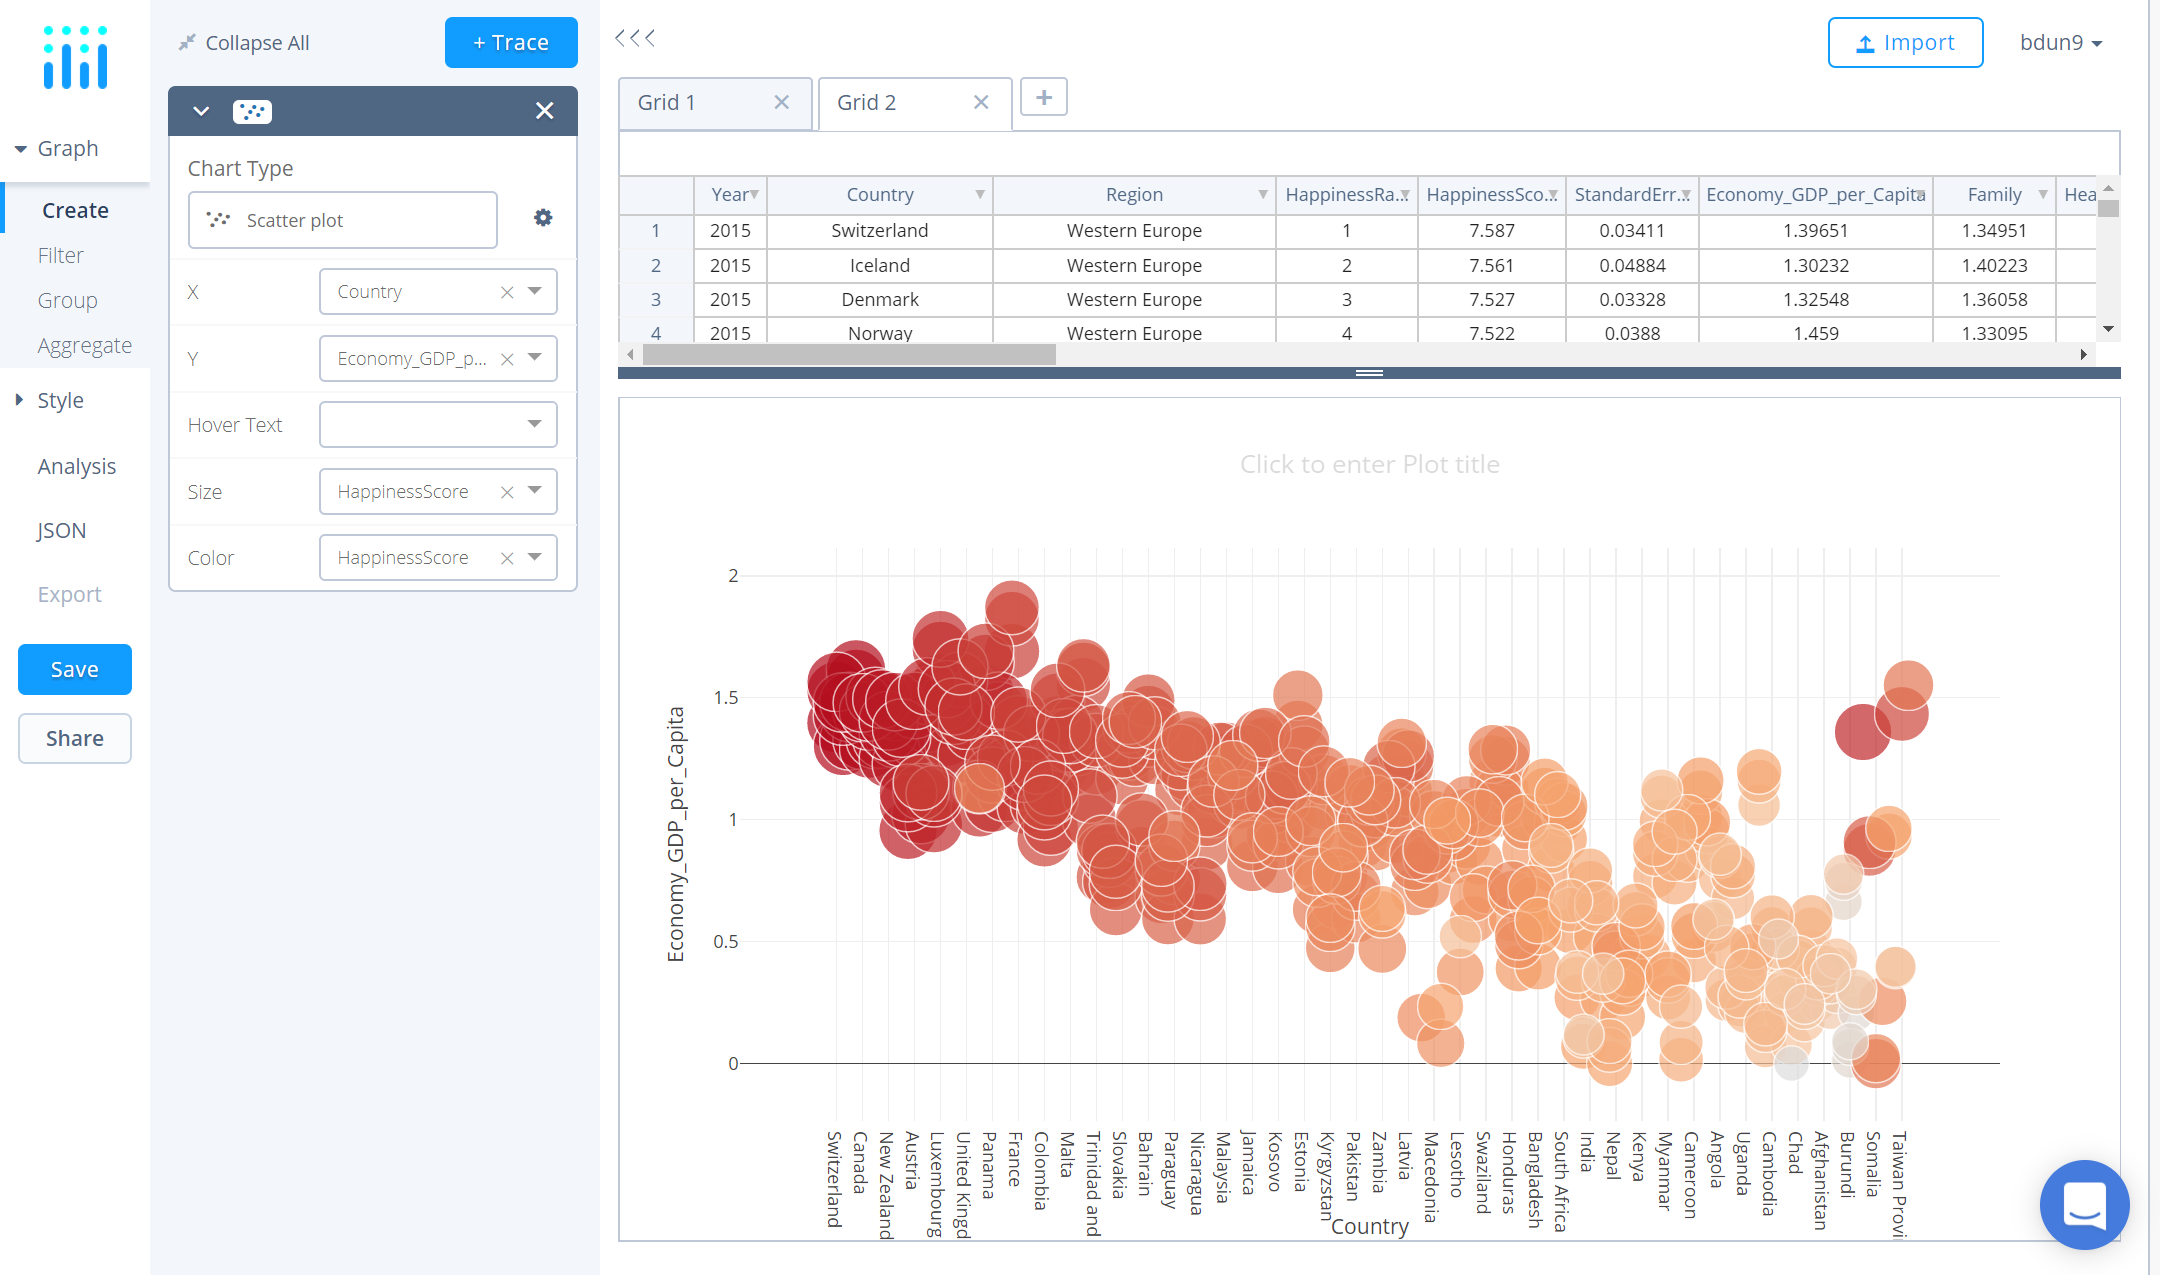 Collapse All
+ Trace
Import
bdun9
Graph
Create
Filter
Group
Aggregate
Style
Analysis
JSON
Export
Save
Share
Chart Type
Scatter plot
X
Country
Y
Economy_GDP_p...
Hover Text
Size
HappinessScore
Color
HappinessScore
Grid 1
Grid 2
+
Year Country Region HappinessRa... HappinessSco... StandardErr... Economy_GDP_per_Capita Family Hea
1 2015 Switzerland Western Europe 1 7.587 0.03411 1.39651 1.34951
2 2015 Iceland Western Europe 2 7.561 0.04884 1.30232 1.40223
3 2015 Denmark Western Europe 3 7.527 0.03328 1.32548 1.36058
4 2015 Norway Western Europe 4 7.522 0.0388 1.459 1.33095
Click to enter Plot title
2
1.5
1
0.5
0
Economy_GDP_per_Capita
Switzerland
Canada
New Zealand
Austria
Luxembourg
United Kingd
Panama
France
Colombia
Malta
Trinidad and
Slovakia
Bahrain
Paraguay
Nicaragua
Malaysia
Jamaica
Kosovo
Estonia
Kyrgyzstan
Pakistan
Zambia
Latvia
Macedonia
Lesotho
Swaziland
Honduras
Bangladesh
South Africa
India
Nepal
Kenya
Myanmar
Cameroon
Angola
Uganda
Cambodia
Chad
Afghanistan
Burundi
Somalia
Taiwan Provi
Country